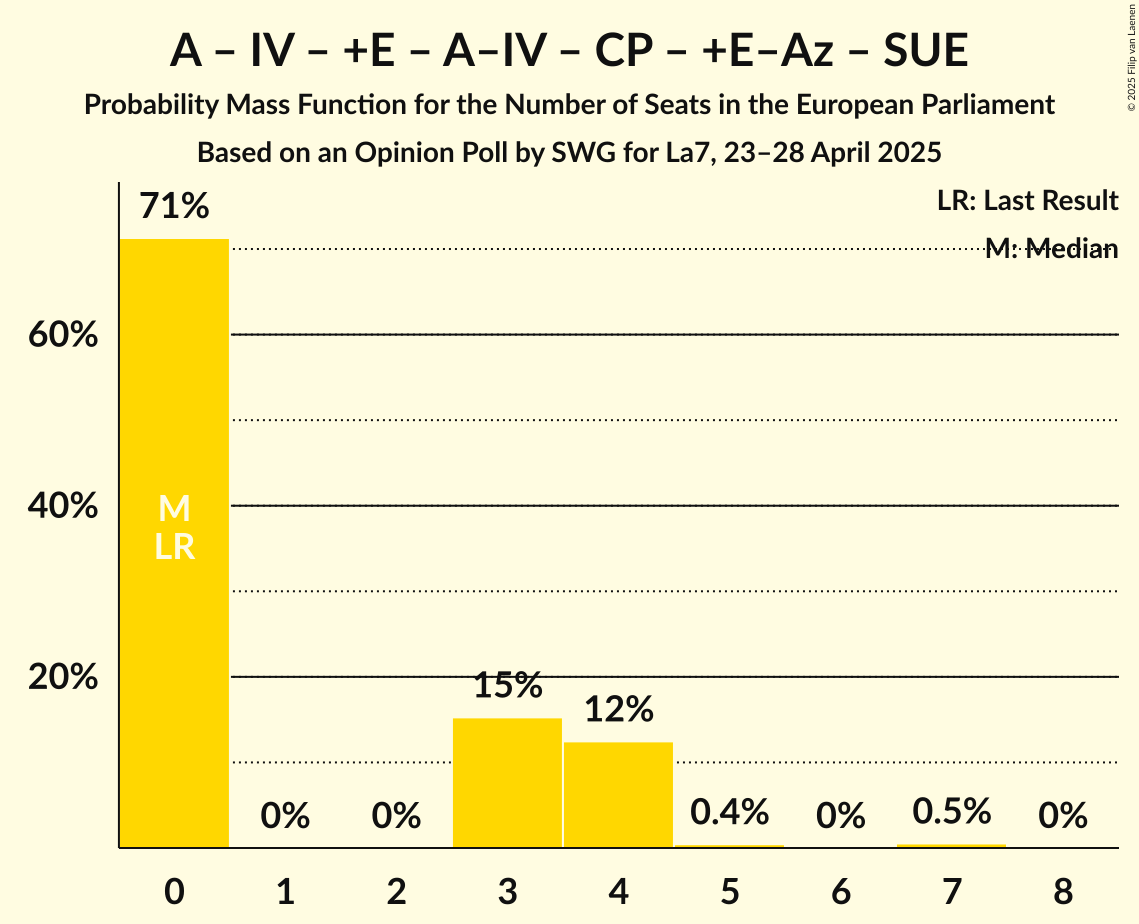 A – IV – +E – A–IV – CP – +E–Az – SUE
Probability Mass Function for the Number of Seats in the European Parliament
Based on an Opinion Poll by SWG for La7, 23–28 April 2025
© 2025 Filip van Laenen
LR: Last Result
M: Median
71%
60%
40%
20%
M
LR
0%
0%
15%
12%
0.4%
0%
0.5%
0%
0
1
2
3
4
5
6
7
8